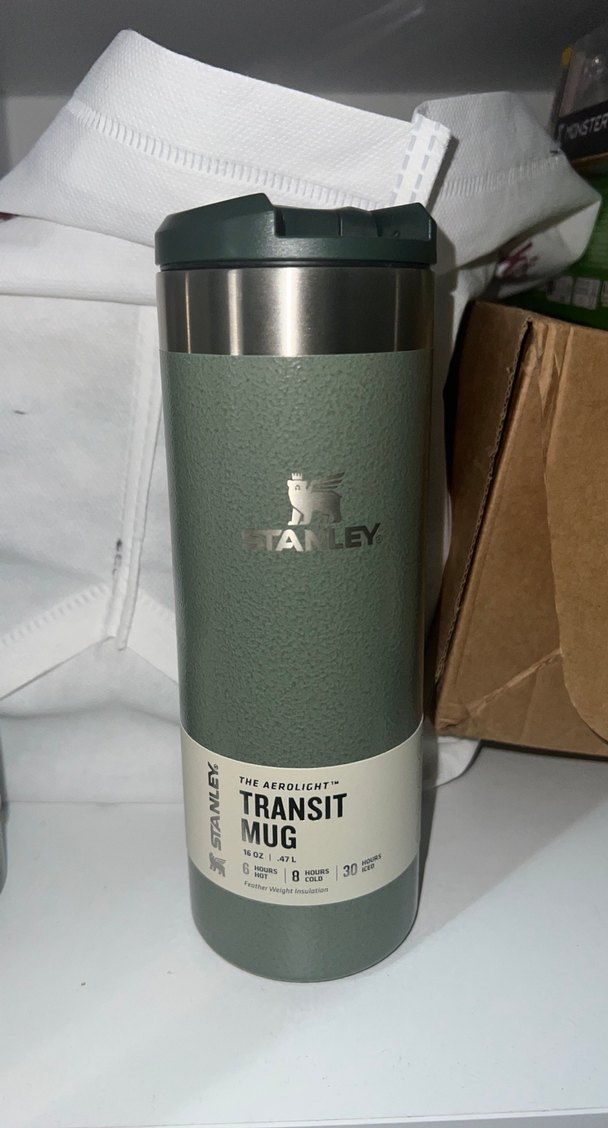 MONSTER
STANLEY®
STANLEY®
THE AEROLIGHT™
TRANSIT
MUG
16 OZ | .47 L
6 HOURS HOT | 8 HOURS COLD | 30 HOURS ICED
Feather Weight Insulation